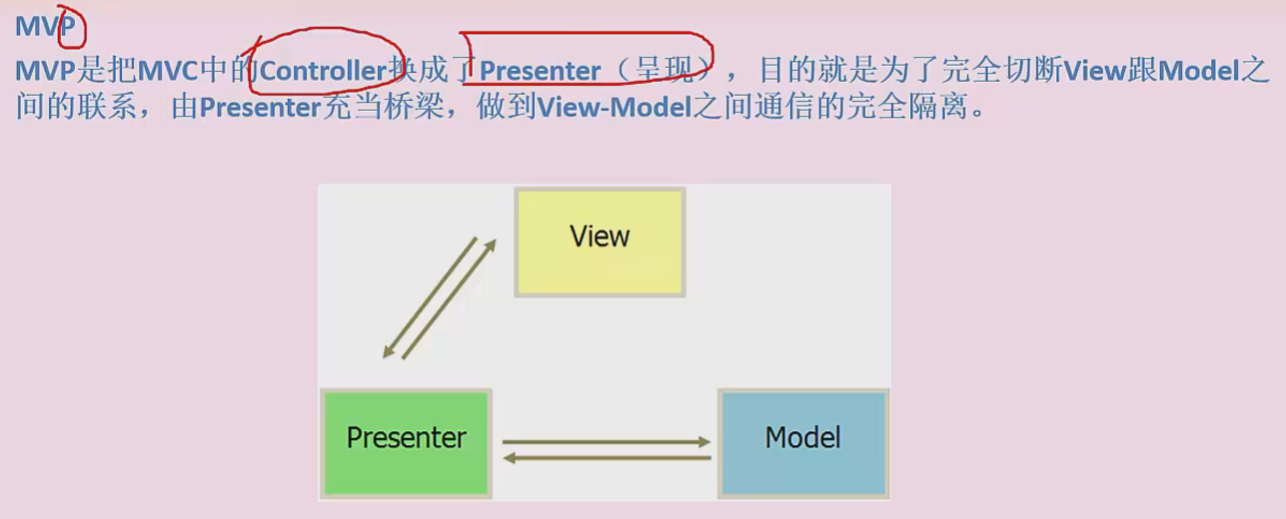 MVP
MVP是把MVC中的Controller换成了Presenter（呈现），目的就是为了完全切断View跟Model之
间的联系，由Presenter充当桥梁，做到View-Model之间通信的完全隔离。
View
Presenter
Model